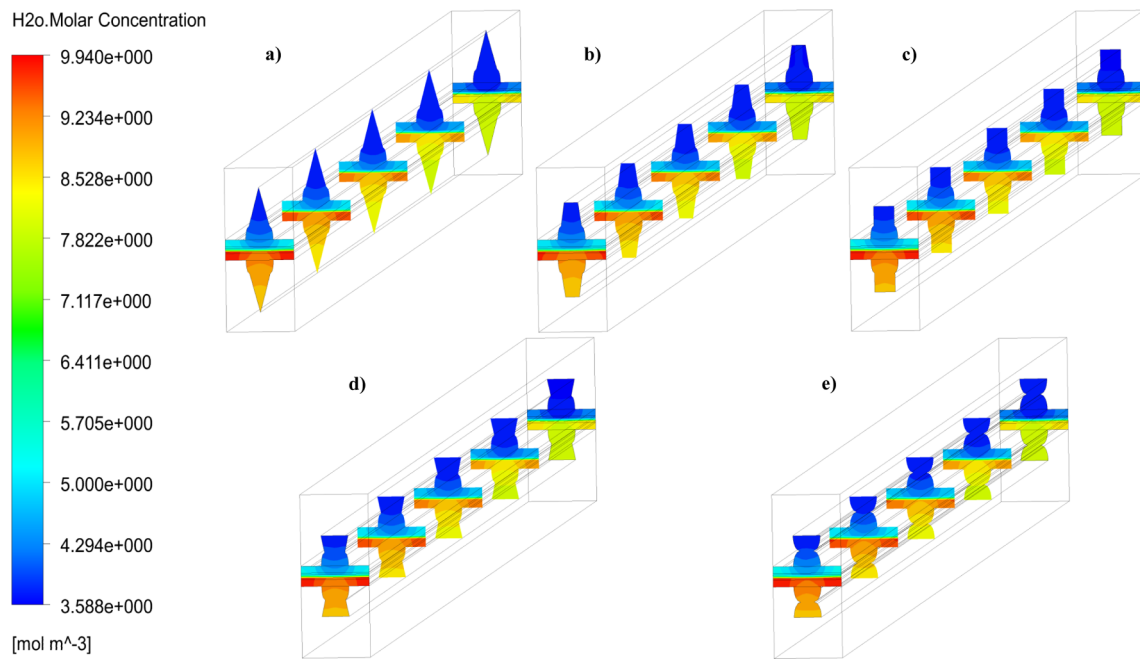 H2o.Molar Concentration
9.940e+000
9.234e+000
8.528e+000
7.822e+000
7.117e+000
6.411e+000
5.705e+000
5.000e+000
4.294e+000
3.588e+000
[mol m^-3]
a)
b)
c)
d)
e)